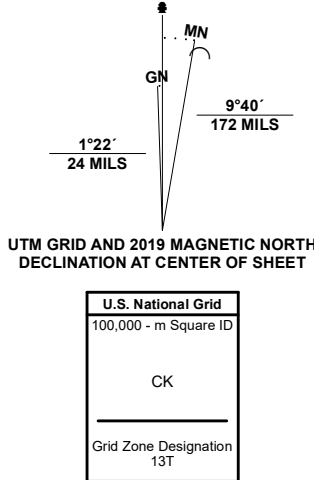 MN
GN
9°40´
172 MILS
1°22´
24 MILS
UTM GRID AND 2019 MAGNETIC NORTH
DECLINATION AT CENTER OF SHEET
U.S. National Grid
100,000 - m Square ID
CK
Grid Zone Designation
13T